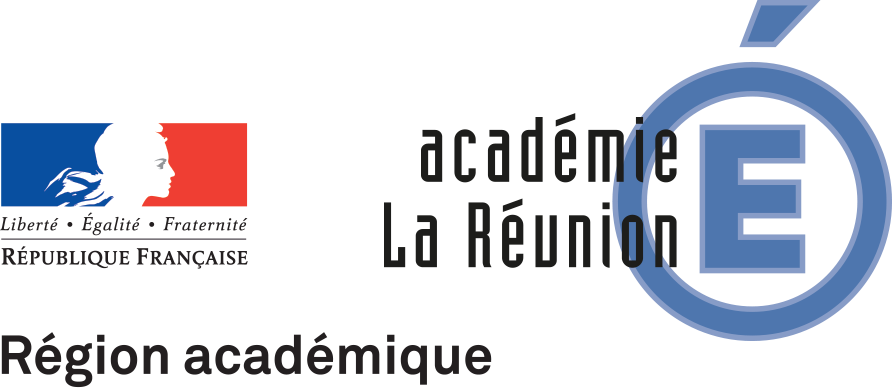 Liberté • Égalité • Fraternité
RÉPUBLIQUE FRANÇAISE
académie
La Réunion
É
Région académique